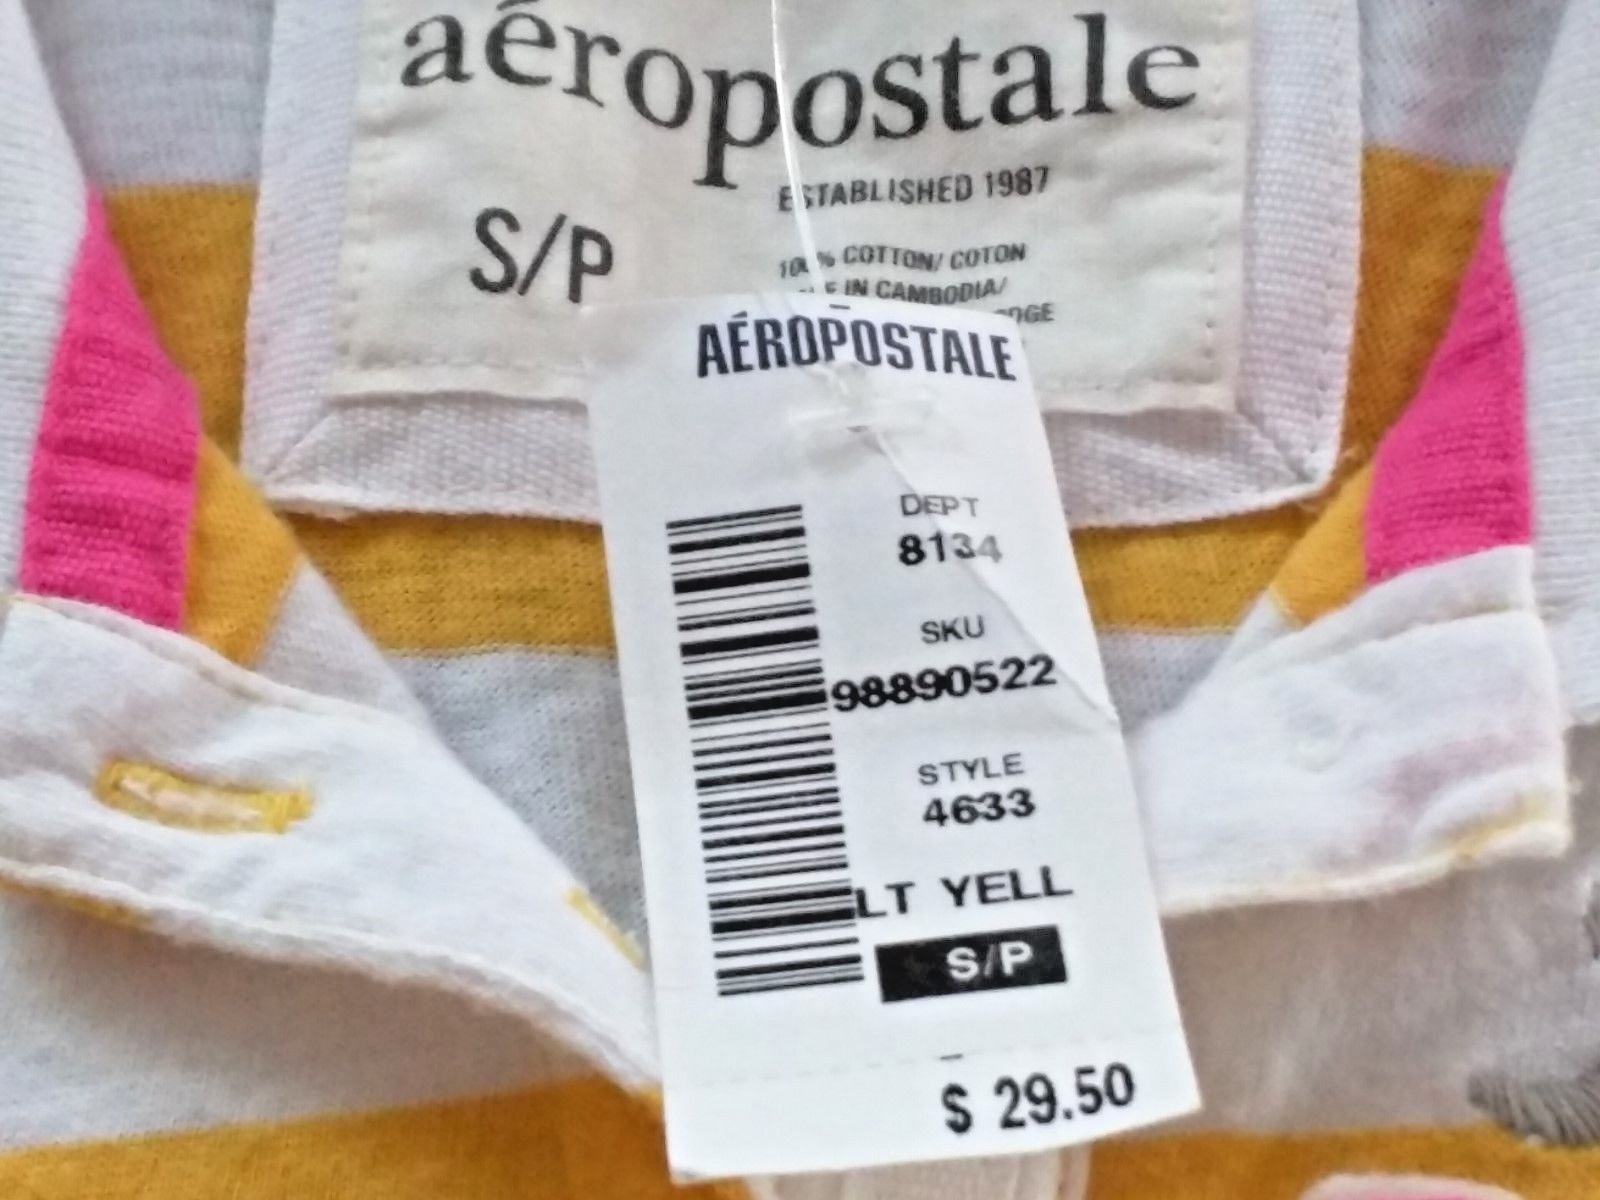 aéropostale
ESTABLISHED 1987
S/P
% COTTON/ COTON
IN CAMBODIA/
AÉROPOSTALE
DEPT
8134
SKU
98890522
STYLE
4633
LT YELL
S/P
$ 29.50